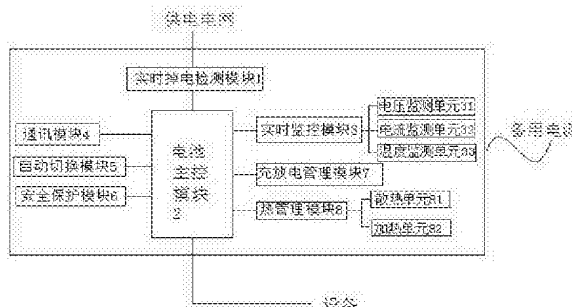 供电电网
实时掉电检测模块1
电池
主控
模块
2
通讯模块4
自动切换模块5
安全保护模块6
实时监控模块3
电压监测单元31
电流监测单元32
温度监测单元33
充放电管理模块7
热管理模块8
散热单元81
加热单元82
备用电源
设备